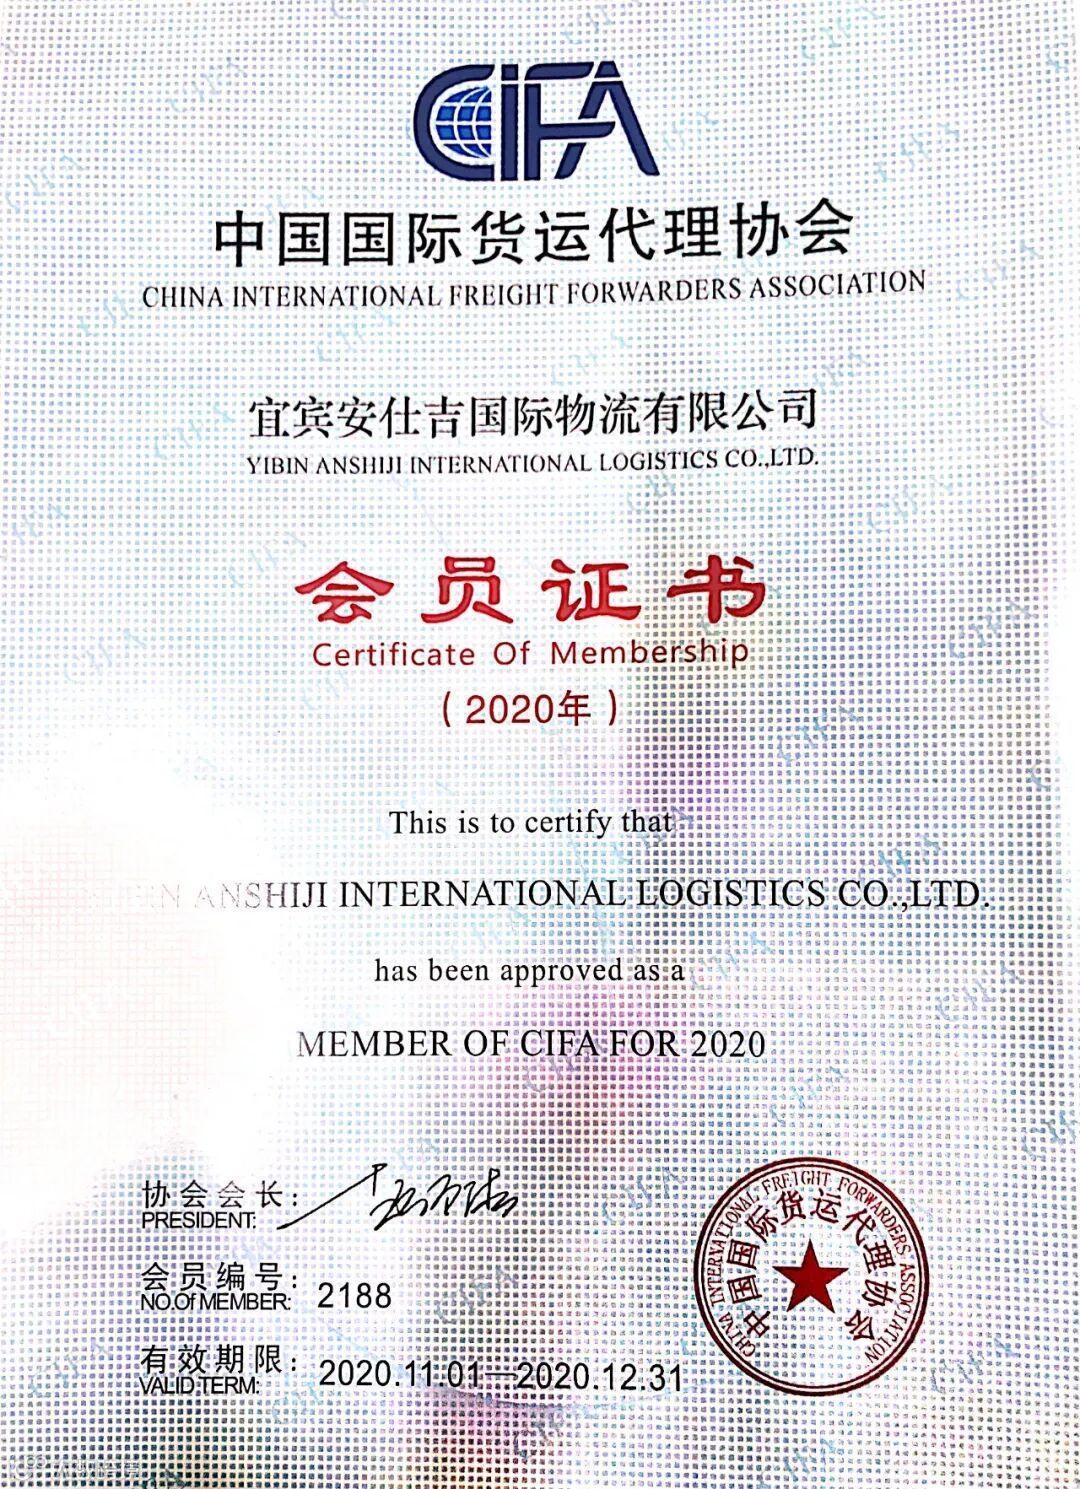 CIFA
中国国际货运代理协会
CHINA INTERNATIONAL FREIGHT FORWARDERS ASSOCIATION
宜宾安仕吉国际物流有限公司
YIBIN ANSHIJI INTERNATIONAL LOGISTICS CO.,LTD.
会员证书
Certificate Of Membership
（2020年）
This is to certify that
ANSHIJI INTERNATIONAL LOGISTICS CO.,LTD.
has been approved as a
MEMBER OF CIFA FOR 2020
协会会长：
PRESIDENT:
会员编号： 2188
NO.Of MEMBER:
有效期限： 2020.11.01—2020.12.31
VALID TERM:
CHINA INTERNATIONAL FREIGHT FORWARDERS ASSOCIATION
中国国际货运代理协会